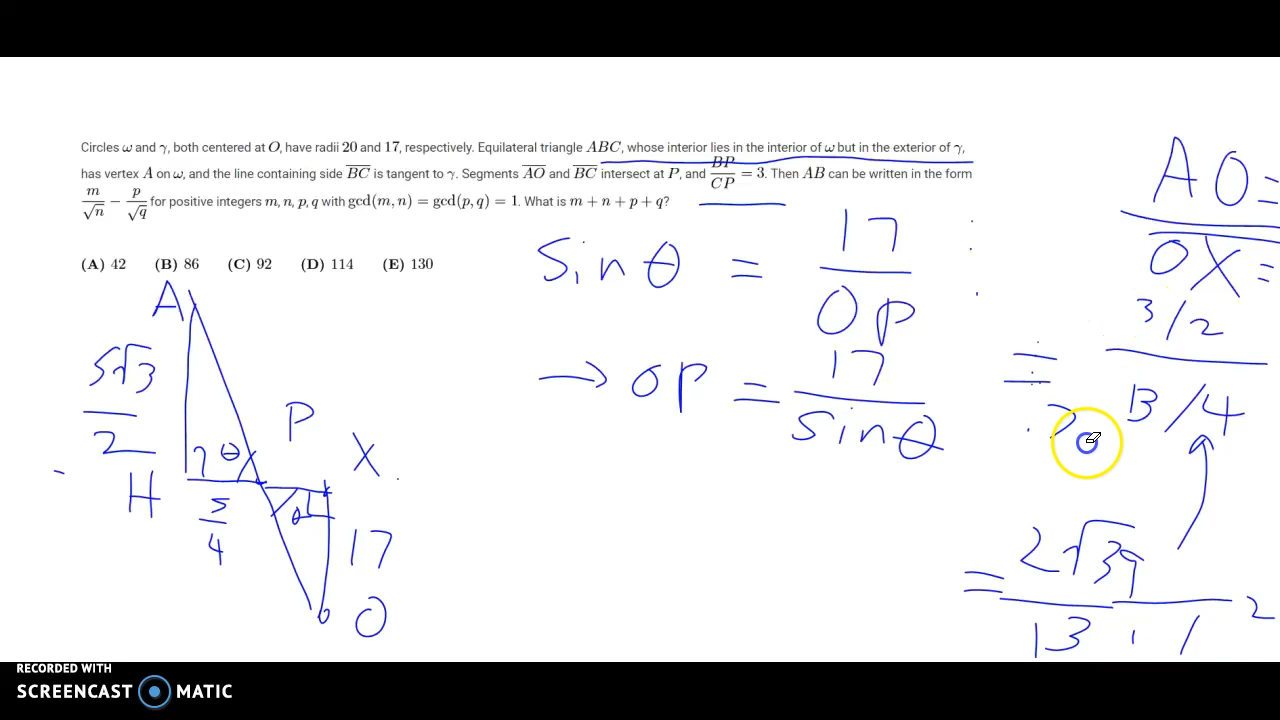 Circles ω and γ, both centered at O, have radii 20 and 17, respectively. Equilateral triangle ABC, whose interior lies in the interior of ω but in the exterior of γ,
has vertex A on ω, and the line containing side BC is tangent to γ. Segments AO and BC intersect at P, and BP/CP = 3. Then AB can be written in the form
m/√n − p/√q for positive integers m, n, p, q with gcd(m, n) = gcd(p, q) = 1. What is m + n + p + q?
(A) 42 (B) 86 (C) 92 (D) 114 (E) 130
sin θ = 17/OP
→ OP = 17/sin θ
AO =
OX =
= 3/2
= 2√39
13
A
5√3/2
H
θ
5/4
P
X
θ
17
O
RECORDED WITH
SCREENCAST MATIC